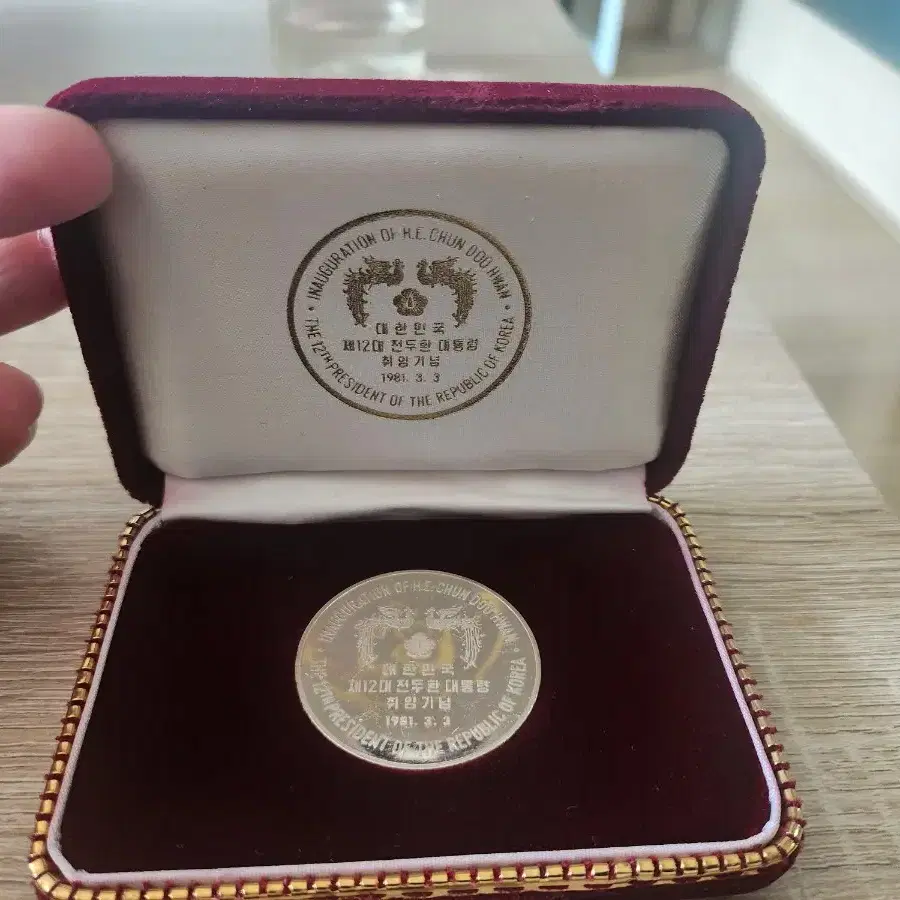 INAUGURATION OF H.E. CHUN DOO HWAN
대한민국
제12대 전두환 대통령
취임기념
1981. 3. 3
THE 12TH PRESIDENT OF THE REPUBLIC OF KOREA
INAUGURATION OF H.E. CHUN DOO HWAN
대한민국
제12대 전두환 대통령
취임기념
1981. 3. 3
THE 12TH PRESIDENT OF THE REPUBLIC OF KOREA